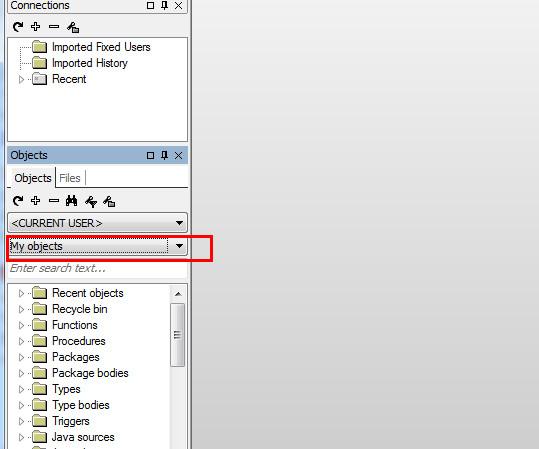 Connections
Imported Fixed Users
Imported History
Recent
Objects
Objects Files
<CURRENT USER>
My objects
Enter search text...
Recent objects
Recycle bin
Functions
Procedures
Packages
Package bodies
Types
Type bodies
Triggers
Java sources